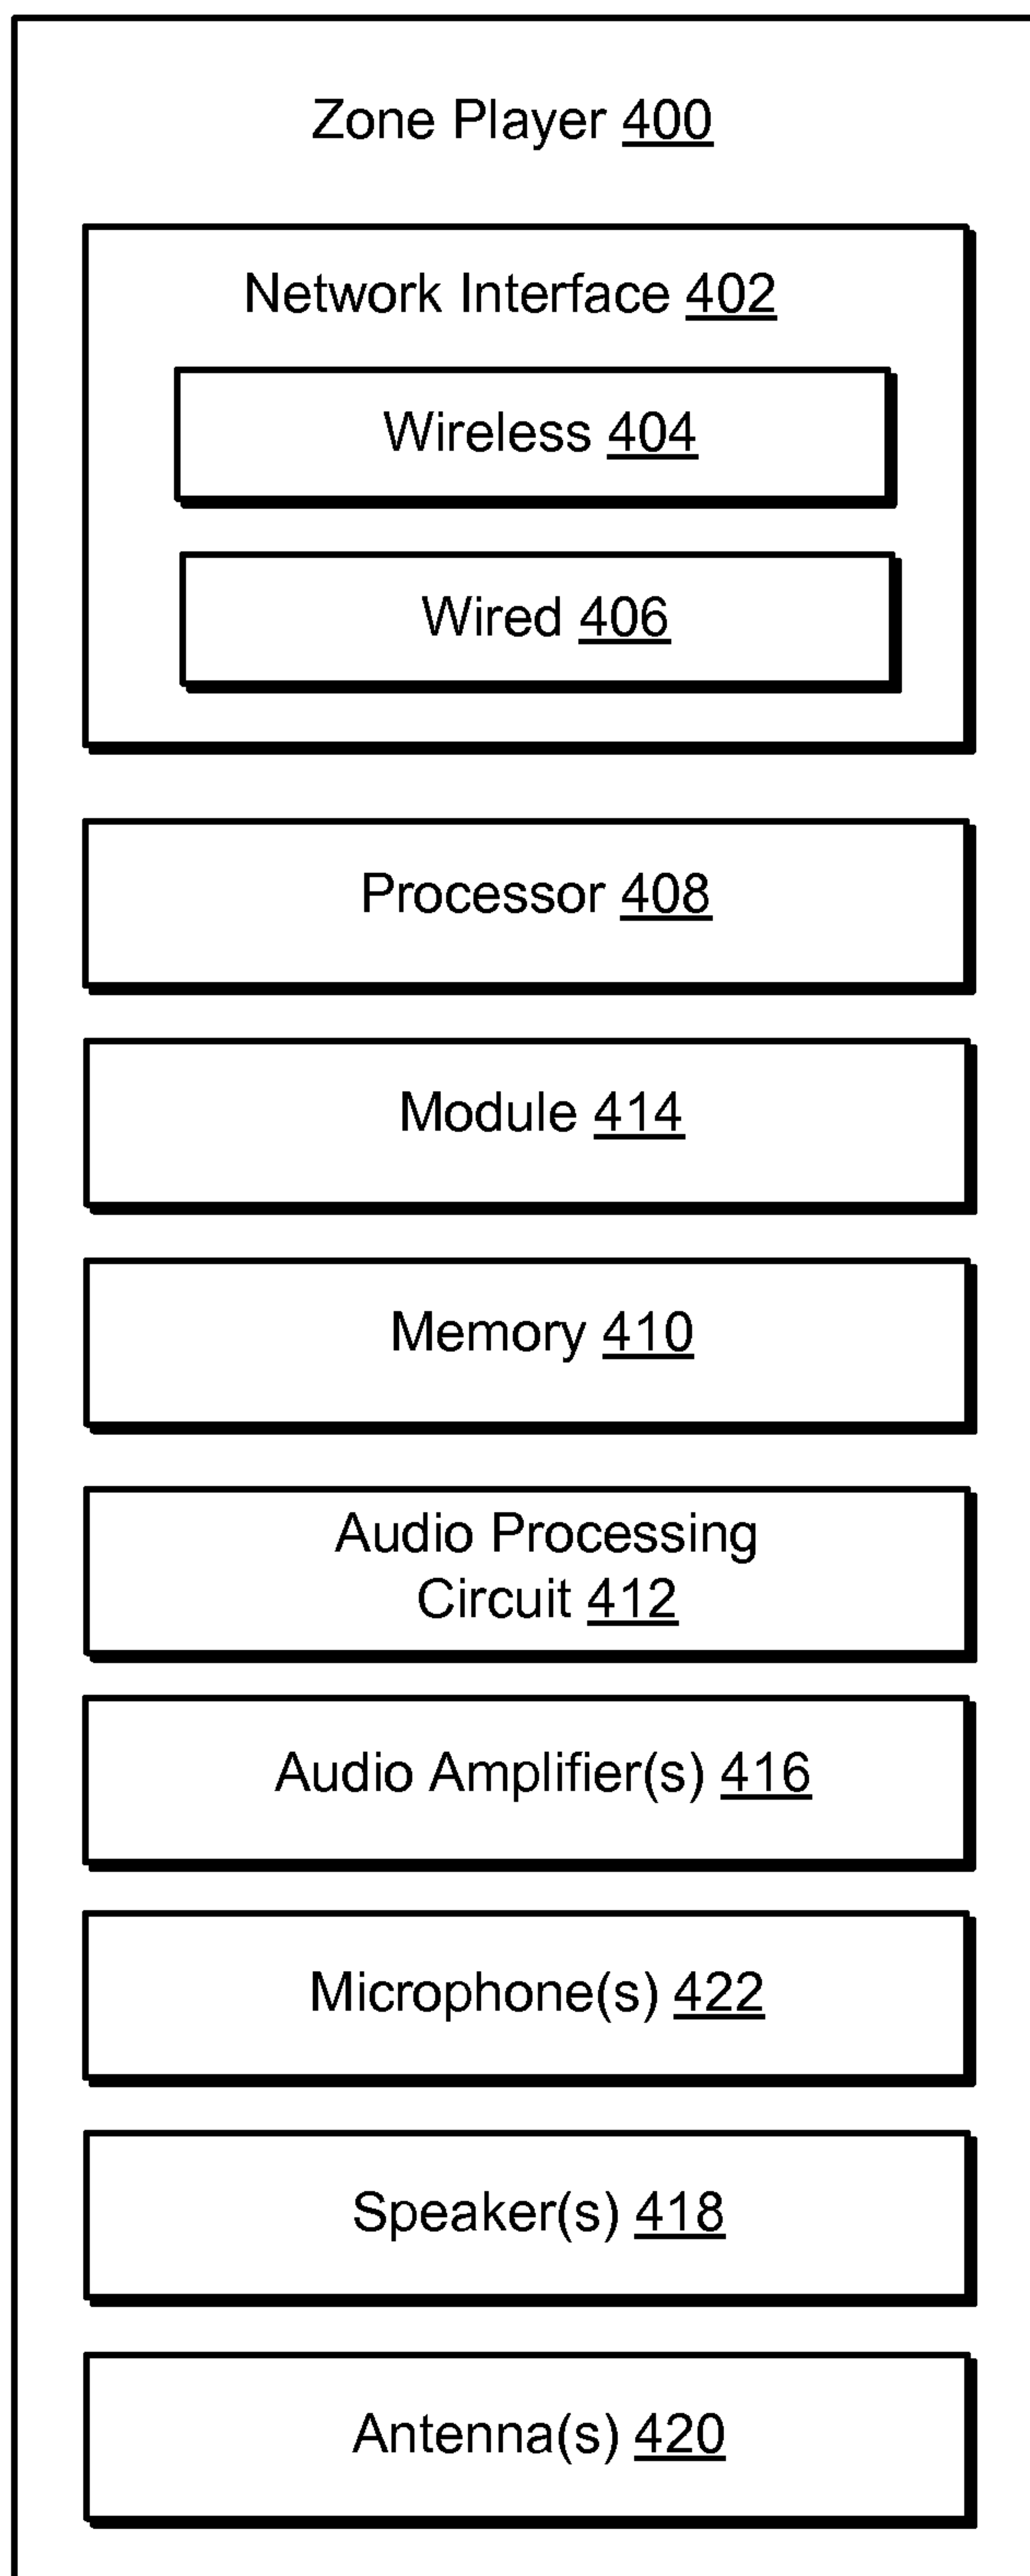 Zone Player 400
Network Interface 402
Wireless 404
Wired 406
Processor 408
Module 414
Memory 410
Audio Processing
Circuit 412
Audio Amplifier(s) 416
Microphone(s) 422
Speaker(s) 418
Antenna(s) 420